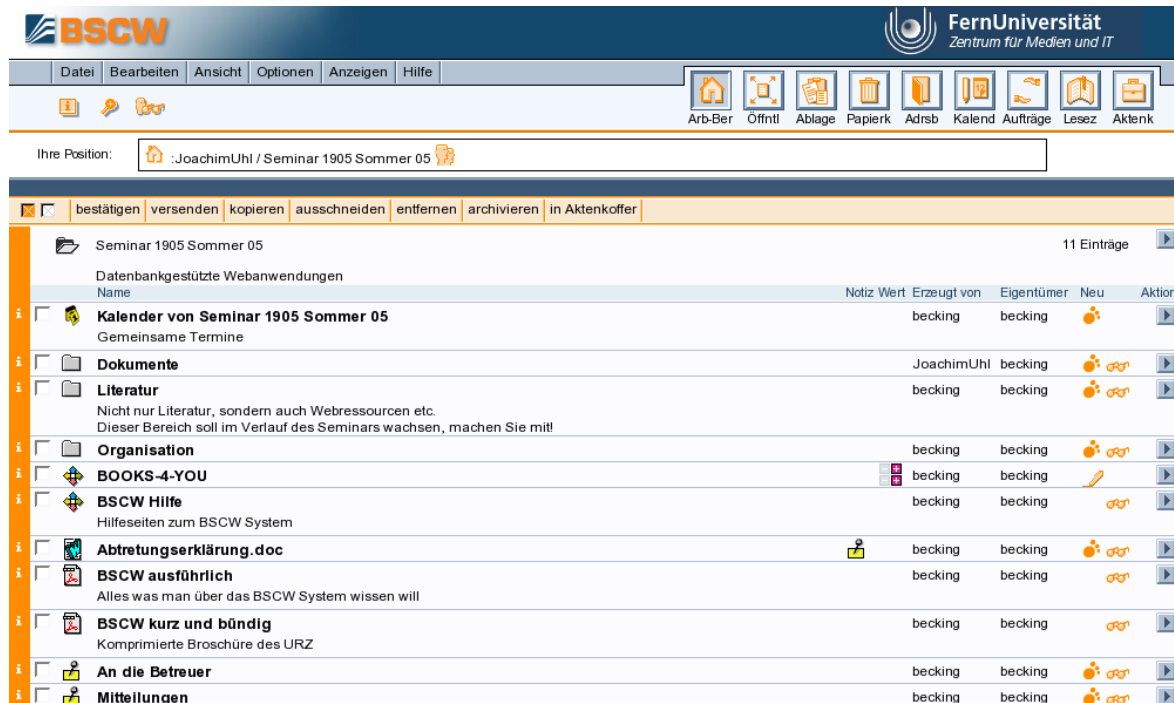 BSCW
FernUniversität
Zentrum für Medien und IT
Datei Bearbeiten Ansicht Optionen Anzeigen Hilfe
Arb-Ber Öffntl Ablage Papierk Adrsb Kalend Aufträge Lesez Aktenk
Ihre Position: :JoachimUhl / Seminar 1905 Sommer 05
bestätigen versenden kopieren ausschneiden entfernen archivieren in Aktenkoffer
Seminar 1905 Sommer 05 11 Einträge
Datenbankgestützte Webanwendungen
Name Notiz Wert Erzeugt von Eigentümer Neu Aktion
Kalender von Seminar 1905 Sommer 05 becking becking
Gemeinsame Termine
Dokumente JoachimUhl becking
Literatur becking becking
Nicht nur Literatur, sondern auch Webressourcen etc.
Dieser Bereich soll im Verlauf des Seminars wachsen, machen Sie mit!
Organisation becking becking
BOOKS-4-YOU becking becking
BSCW Hilfe becking becking
Hilfeseiten zum BSCW System
Abtretungserklärung.doc becking becking
BSCW ausführlich becking becking
Alles was man über das BSCW System wissen will
BSCW kurz und bündig becking becking
Komprimierte Broschüre des URZ
An die Betreuer becking becking
Mitteilungen becking becking